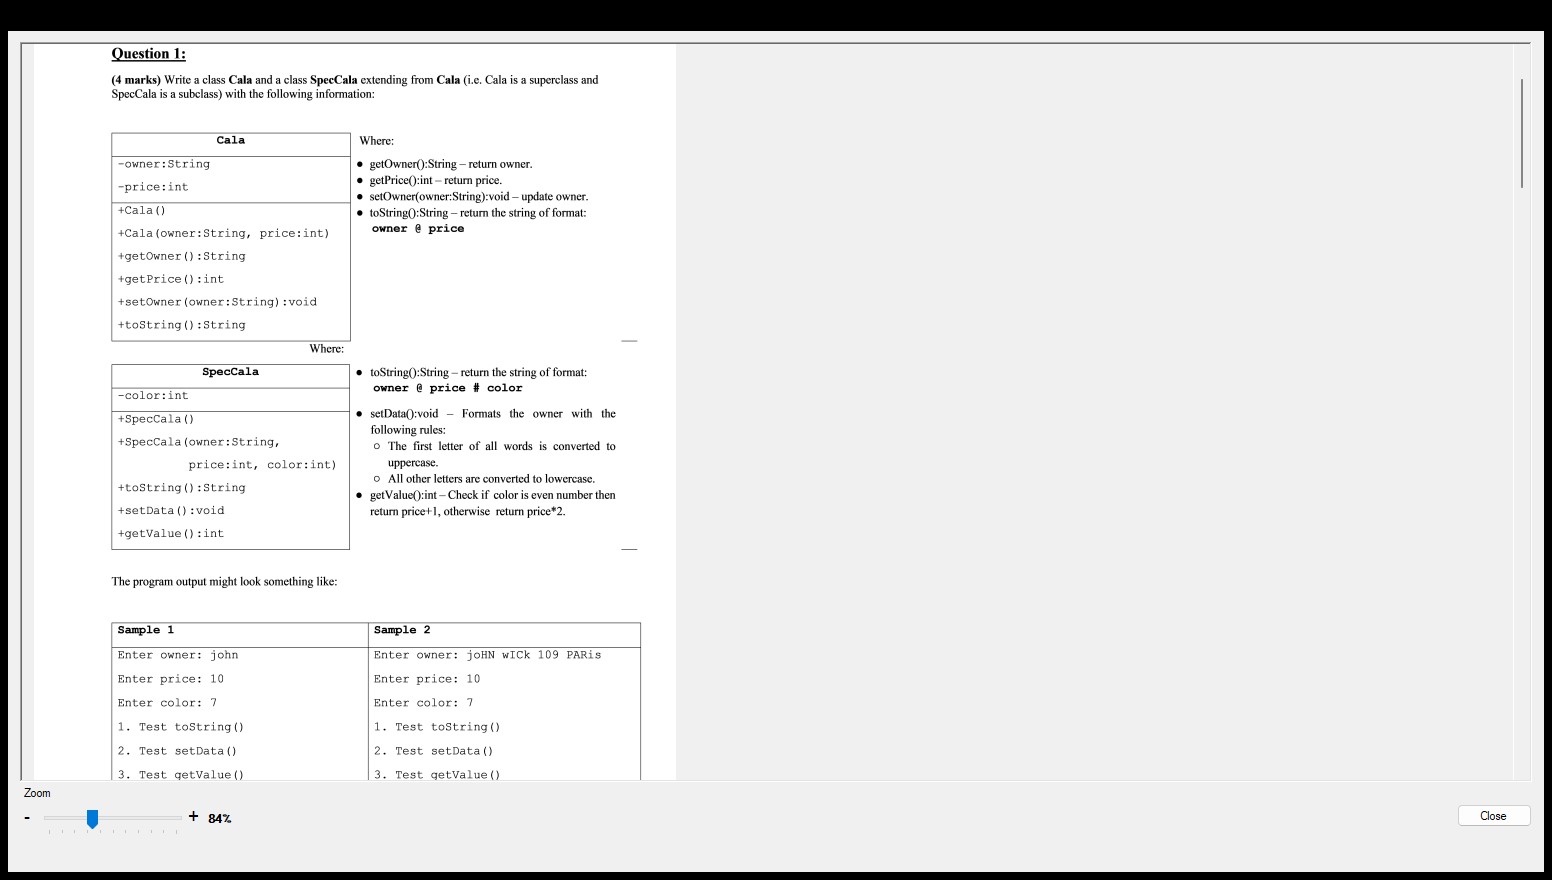 Question 1:
(4 marks) Write a class Cala and a class SpecCala extending from Cala (i.e. Cala is a superclass and
SpecCala is a subclass) with the following information:
Cala
-owner:String
-price:int
+Cala()
+Cala(owner:String, price:int)
+getOwner():String
+getPrice():int
+setOwner(owner:String):void
+toString():String
Where:
● getOwner():String – return owner.
● getPrice():int – return price.
● setOwner(owner:String):void – update owner.
● toString():String – return the string of format:
owner @ price
Where:
SpecCala
-color:int
+SpecCala()
+SpecCala(owner:String,
price:int, color:int)
+toString():String
+setData():void
+getValue():int
● toString():String – return the string of format:
owner @ price # color
● setData():void – Formats the owner with the
following rules:
○ The first letter of all words is converted to
uppercase.
○ All other letters are converted to lowercase.
● getValue():int – Check if color is even number then
return price+1, otherwise return price*2.
The program output might look something like:
Sample 1
Enter owner: john
Enter price: 10
Enter color: 7
1. Test toString()
2. Test setData()
3. Test getValue()
Sample 2
Enter owner: joHN wICk 109 PARis
Enter price: 10
Enter color: 7
1. Test toString()
2. Test setData()
3. Test getValue()
Zoom
- + 84%
Close